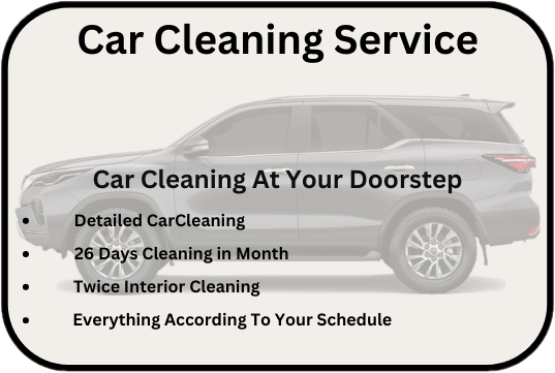 Car Cleaning Service
Car Cleaning At Your Doorstep
• Detailed CarCleaning
• 26 Days Cleaning in Month
• Twice Interior Cleaning
• Everything According To Your Schedule